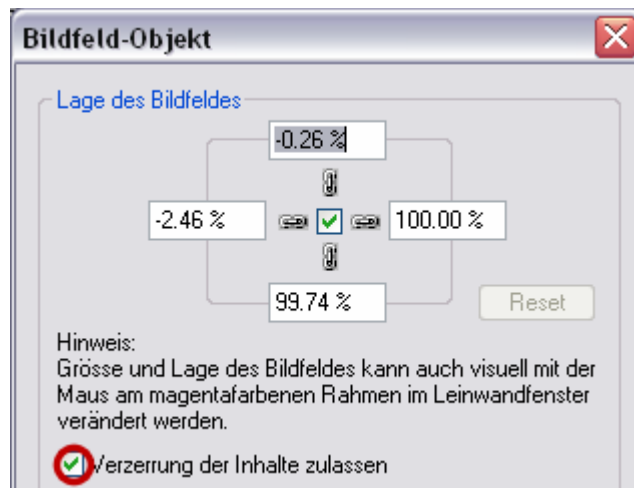 Bildfeld-Objekt
Lage des Bildfeldes
-0.26 %
-2.46 %
100.00 %
99.74 %
Reset
Hinweis:
Grösse und Lage des Bildfeldes kann auch visuell mit der
Maus am magentafarbenen Rahmen im Leinwandfenster
verändert werden.
Verzerrung der Inhalte zulassen